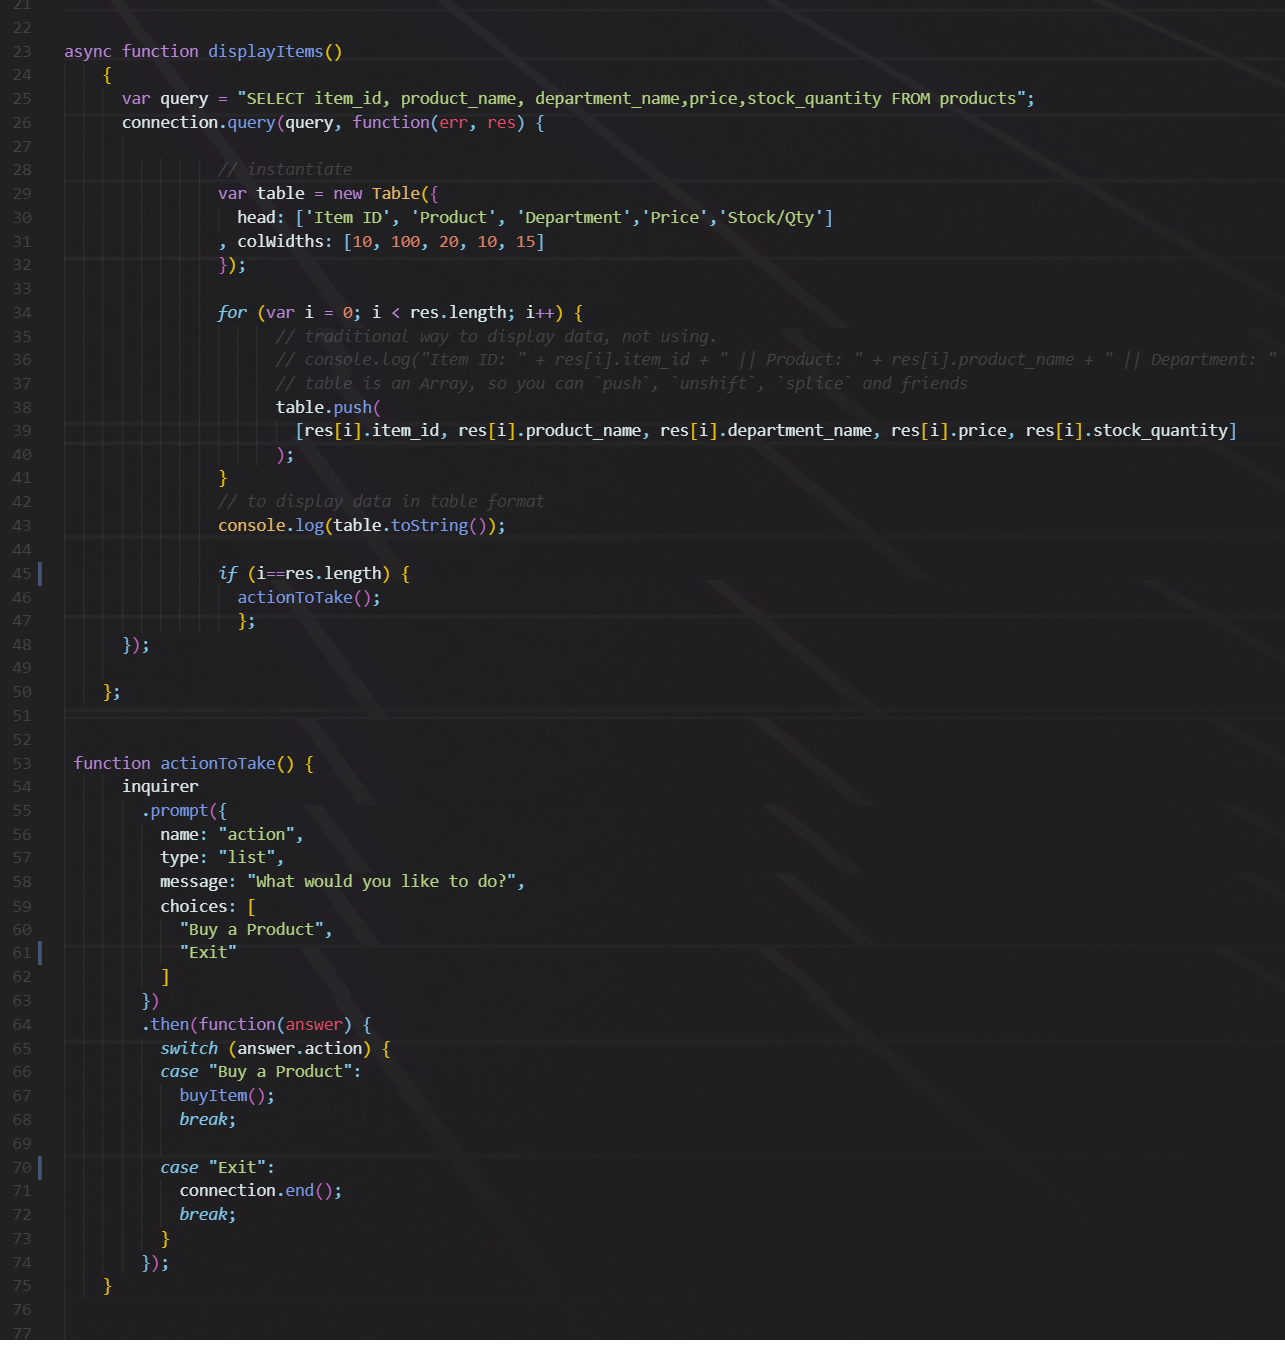 21
22
23 async function displayItems()
24 {
25 var query = "SELECT item_id, product_name, department_name,price,stock_quantity FROM products";
26 connection.query(query, function(err, res) {
27
28 // instantiate
29 var table = new Table({
30 head: ['Item ID', 'Product', 'Department','Price','Stock/Qty']
31 , colWidths: [10, 100, 20, 10, 15]
32 });
33
34 for (var i = 0; i < res.length; i++) {
35 // traditional way to display data, not using.
36 // console.log("Item ID: " + res[i].item_id + " || Product: " + res[i].product_name + " || Department: "
37 // table is an Array, so you can `push`, `unshift`, `splice` and friends
38 table.push(
39 [res[i].item_id, res[i].product_name, res[i].department_name, res[i].price, res[i].stock_quantity]
40 );
41 }
42 // to display data in table format
43 console.log(table.toString());
44
45 if (i==res.length) {
46 actionToTake();
47 };
48 });
49
50 };
51
52
53 function actionToTake() {
54 inquirer
55 .prompt({
56 name: "action",
57 type: "list",
58 message: "What would you like to do?",
59 choices: [
60 "Buy a Product",
61 "Exit"
62 ]
63 })
64 .then(function(answer) {
65 switch (answer.action) {
66 case "Buy a Product":
67 buyItem();
68 break;
69
70 case "Exit":
71 connection.end();
72 break;
73 }
74 });
75 }
76
77